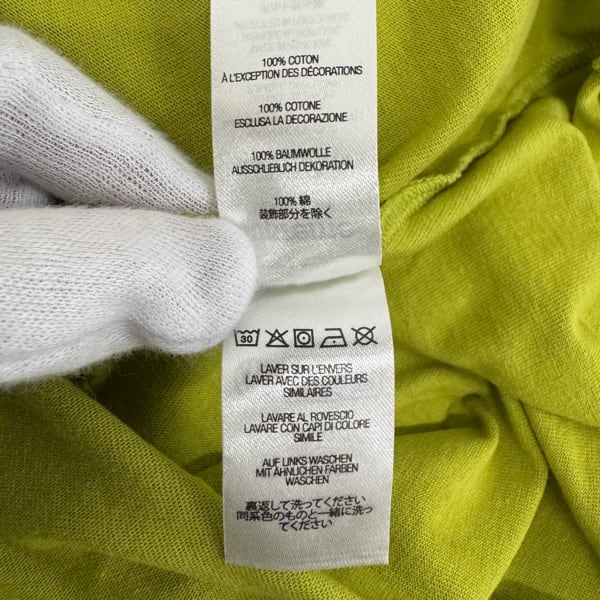 100% COTON
À L'EXCEPTION DES DÉCORATIONS
100% COTONE
ESCLUSA LA DECORAZIONE
100% BAUMWOLLE
AUSSCHLIEBLICH DEKORATION
100% 綿
装飾部分を除く
30
LAVER SUR L'ENVERS
LAVER AVEC DES COULEURS
SIMILAIRES
LAVARE AL ROVESCIO
LAVARE CON CAPI DI COLORE
SIMILE
AUF LINKS WASCHEN
MIT ÄHNLICHEN FARBEN
WASCHEN
裏返して洗ってください
同系色のものと一緒に洗っ
てください